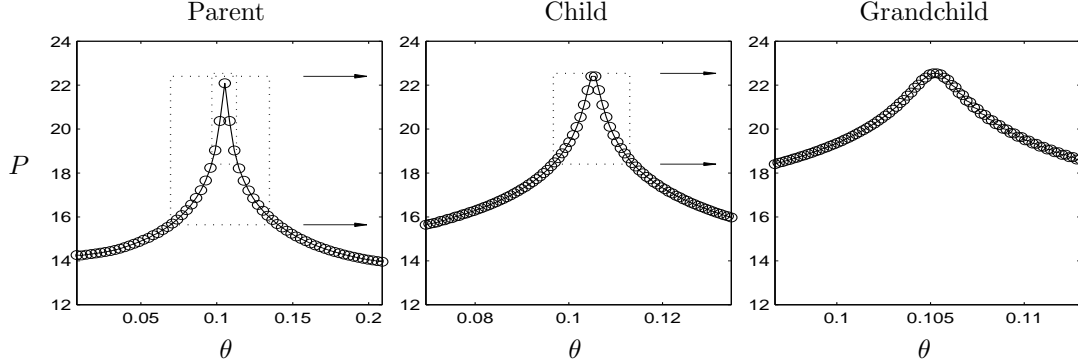 Parent Child Grandchild
24 24 24
22 22 22
20 20 20
P 18 18 18
16 16 16
14 14 14
12 12 12
0.05 0.1 0.15 0.2 0.08 0.1 0.12 0.1 0.105 0.11
θ θ θ